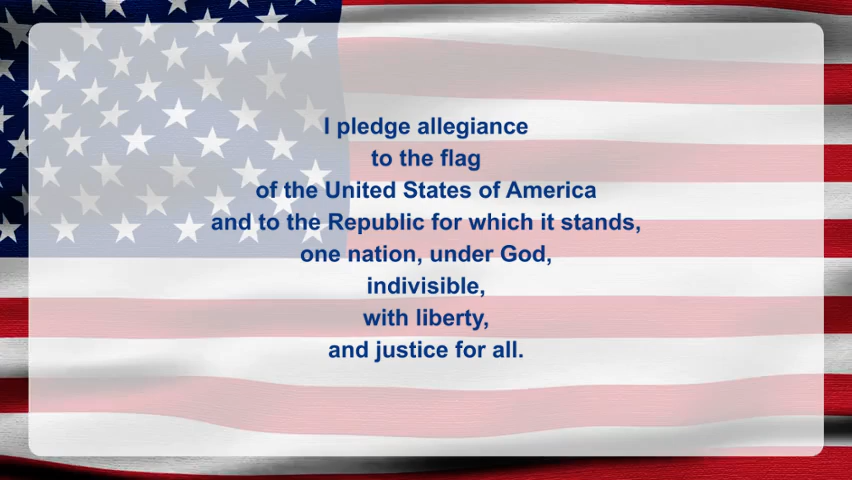 I pledge allegiance
to the flag
of the United States of America
and to the Republic for which it stands,
one nation, under God,
indivisible,
with liberty,
and justice for all.